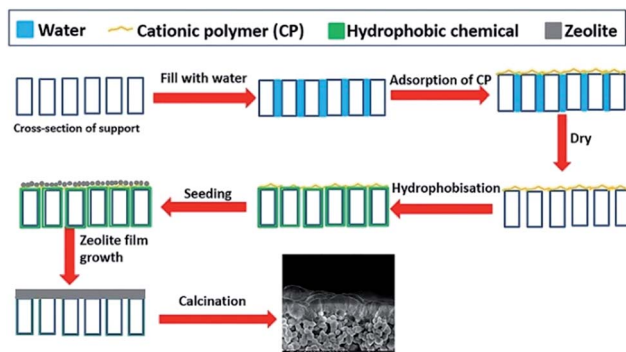 Water Cationic polymer (CP) Hydrophobic chemical Zeolite
Fill with water
Adsorption of CP
Cross-section of support
Dry
Hydrophobisation
Seeding
Zeolite film
growth
Calcination